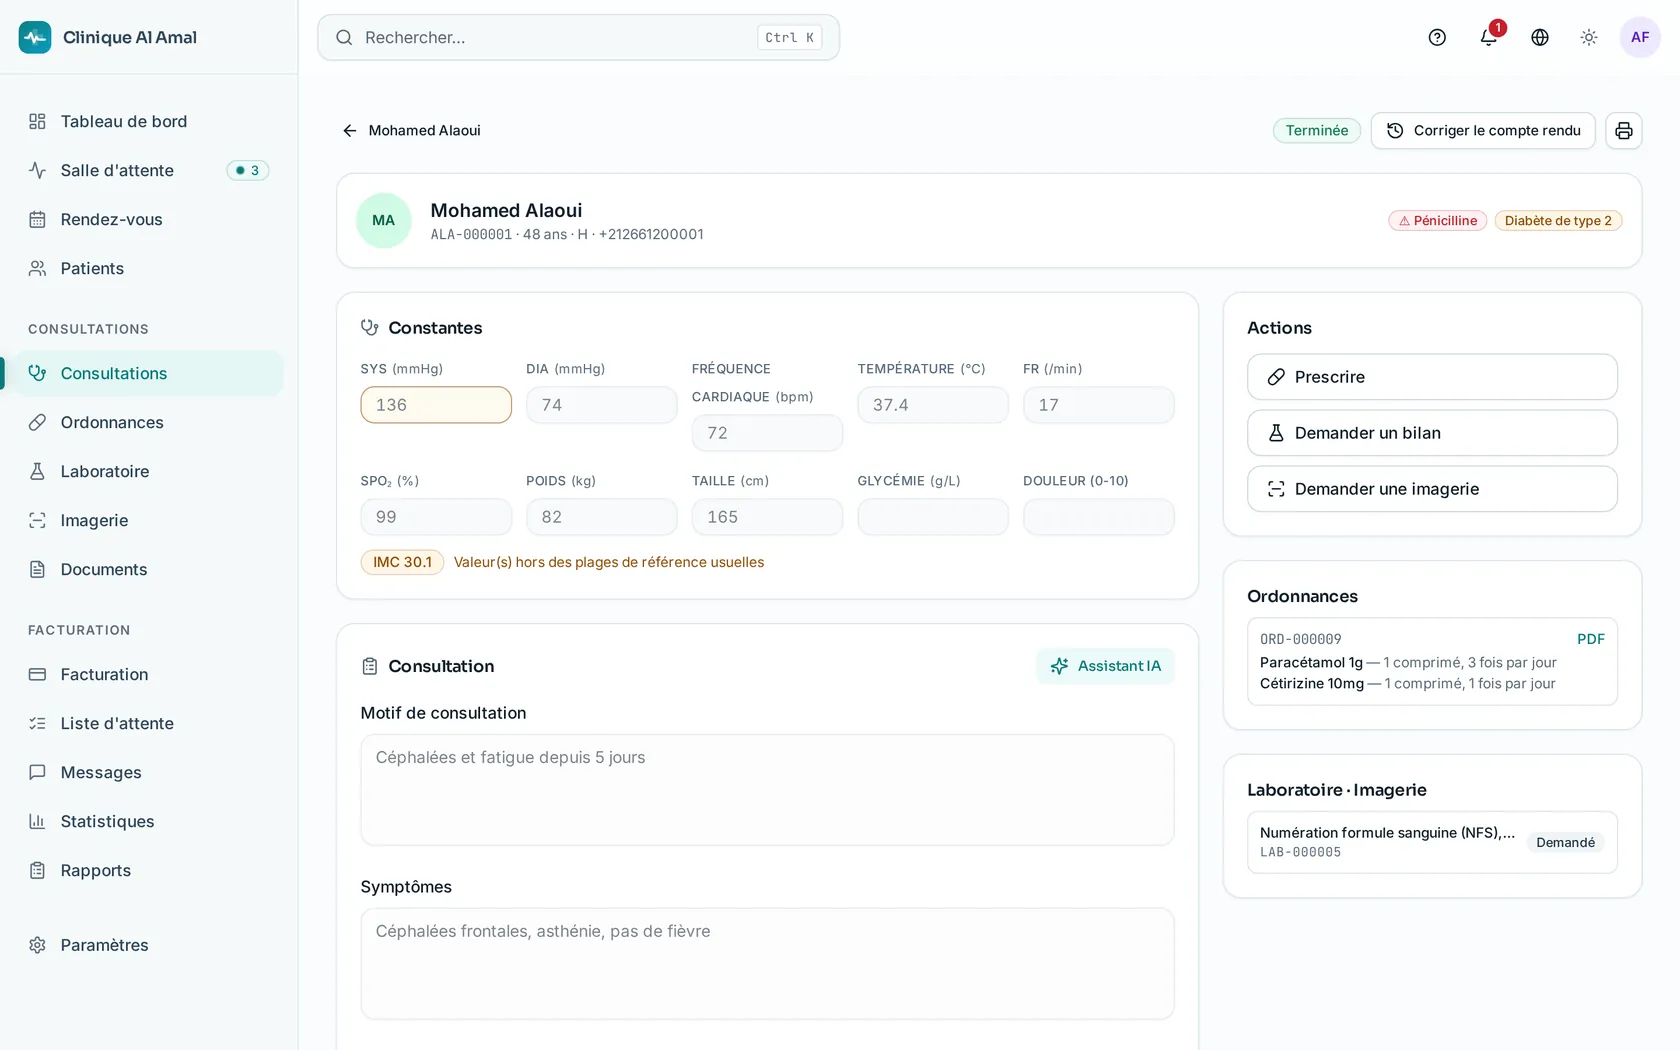 Clinique Al Amal
Rechercher...
Ctrl K
1
AF
Tableau de bord
Salle d'attente
3
Rendez-vous
Patients
CONSULTATIONS
Consultations
Ordonnances
Laboratoire
Imagerie
Documents
FACTURATION
Facturation
Liste d'attente
Messages
Statistiques
Rapports
Paramètres
Mohamed Alaoui
Terminée
Corriger le compte rendu
MA
Mohamed Alaoui
ALA-000001 · 48 ans · H · +212661200001
⚠ Pénicilline
Diabète de type 2
Constantes
SYS (mmHg)
136
DIA (mmHg)
74
FRÉQUENCE
CARDIAQUE (bpm)
72
TEMPÉRATURE (°C)
37.4
FR (/min)
17
SPO₂ (%)
99
POIDS (kg)
82
TAILLE (cm)
165
GLYCÉMIE (g/L)
DOULEUR (0-10)
IMC 30.1
Valeur(s) hors des plages de référence usuelles
Consultation
Assistant IA
Motif de consultation
Céphalées et fatigue depuis 5 jours
Symptômes
Céphalées frontales, asthénie, pas de fièvre
Actions
Prescrire
Demander un bilan
Demander une imagerie
Ordonnances
ORD-000009
PDF
Paracétamol 1g — 1 comprimé, 3 fois par jour
Cétirizine 10mg — 1 comprimé, 1 fois par jour
Laboratoire · Imagerie
Numération formule sanguine (NFS),...
LAB-000005
Demandé